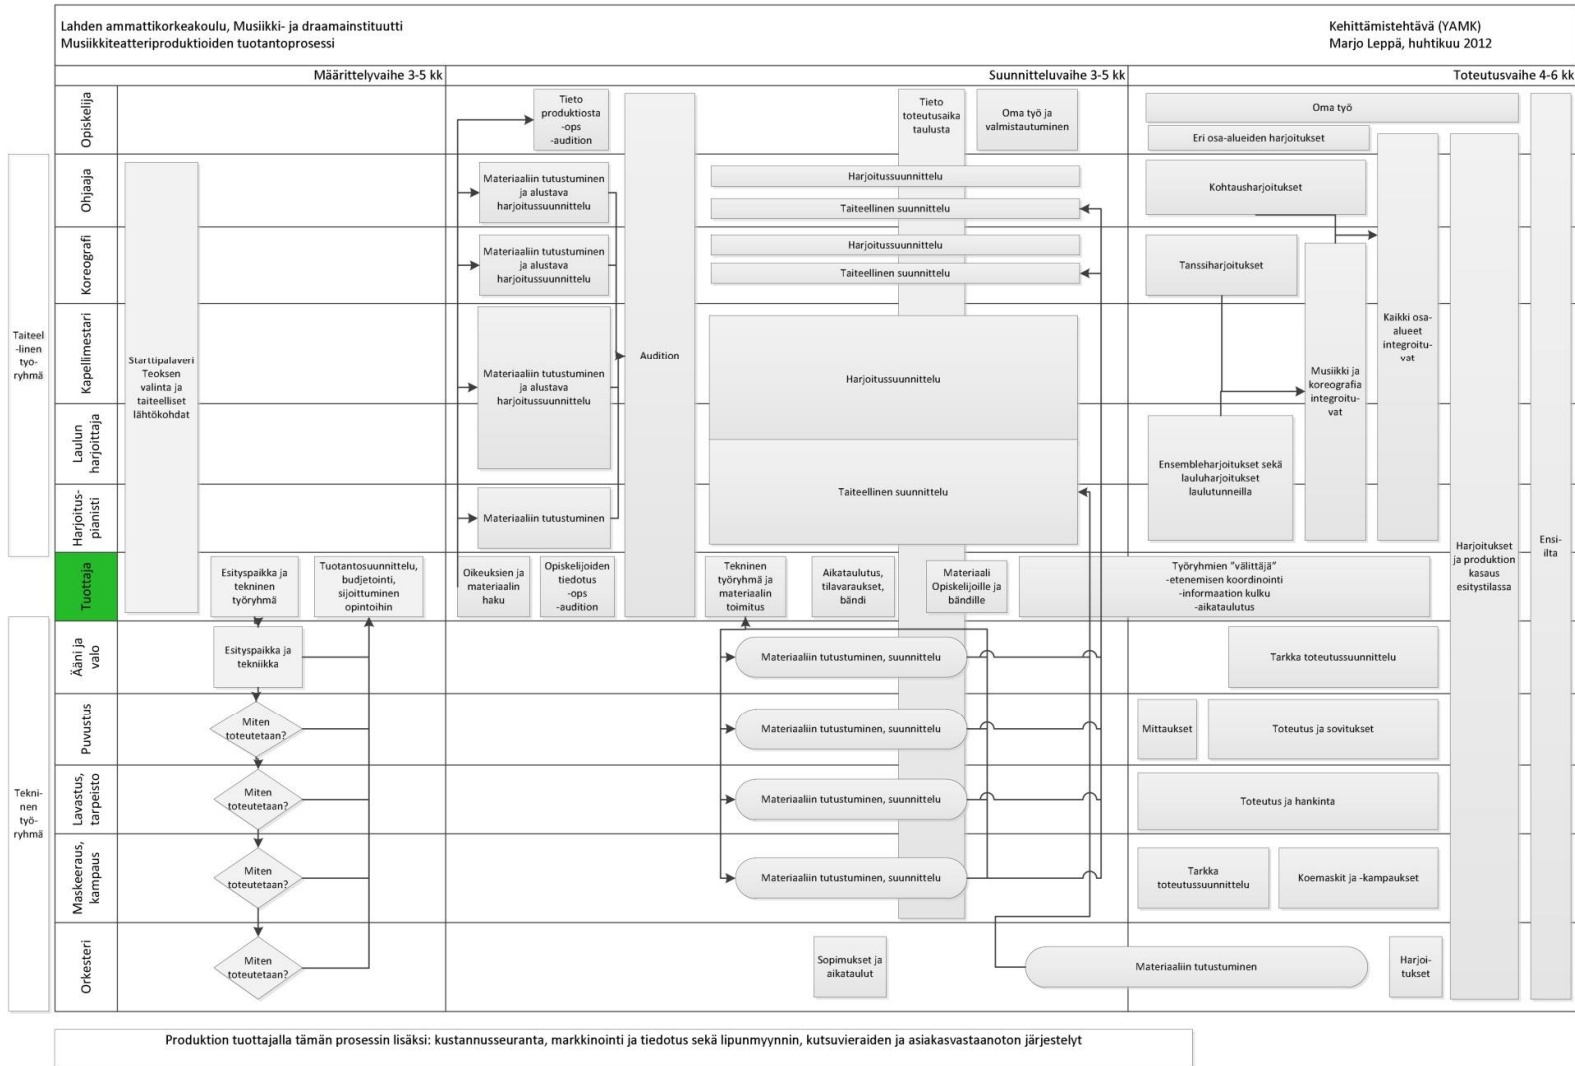 Lahden ammattikorkeakoulu, Musiikki- ja draamainstituutti
Musiikkiteatteriproduktioiden tuotantoprosessi
Kehittämistehtävä (YAMK)
Marjo Leppä, huhtikuu 2012
Määrittelyvaihe 3-5 kk
Suunnitteluvaihe 3-5 kk
Toteutusvaihe 4-6 kk
Taiteel
-linen
työ-
ryhmä
Tekni-
nen
työ-
ryhmä
Opiskelija
Tieto
produktiosta
-ops
-audition
Tieto
toteutusaika
taulusta
Oma työ ja
valmistautuminen
Oma työ
Eri osa-alueiden harjoitukset
Ohjaaja
Materiaaliin tutustuminen
ja alustava
harjoitussuunnittelu
Harjoitussuunnittelu
Taiteellinen suunnittelu
Kohtausharjoitukset
Koreografi
Materiaaliin tutustuminen
ja alustava
harjoitussuunnittelu
Harjoitussuunnittelu
Taiteellinen suunnittelu
Tanssiharjoitukset
Kapellimestari
Starttipalaveri
Teoksen
valinta ja
taiteelliset
lähtökohdat
Materiaaliin tutustuminen
ja alustava
harjoitussuunnittelu
Audition
Harjoitussuunnittelu
Musiikki ja
koreografia
integroitu-
vat
Kaikki osa-
alueet
integroitu-
vat
Laulun
harjoittaja
Ensembleharjoitukset sekä
lauluharjoitukset
laulutunneilla
Harjoitus-
pianisti
Materiaaliin tutustuminen
Taiteellinen suunnittelu
Tuottaja
Esityspaikka ja
tekninen
työryhmä
Tuotantosuunnittelu,
budjetointi,
sijoittuminen
opintoihin
Oikeuksien ja
materiaalin
haku
Opiskelijoiden
tiedotus
-ops
-audition
Tekninen
työryhmä ja
materiaalin
toimitus
Aikataulutus,
tilavaraukset,
bändi
Materiaali
Opiskelijoille ja
bändille
Työryhmien "välittäjä"
-etenemisen koordinointi
-informaation kulku
-aikataulutus
Harjoitukset
ja produktion
kasaus
esitystilassa
Ensi-
ilta
Ääni ja
valo
Esityspaikka ja
tekniikka
Materiaaliin tutustuminen, suunnittelu
Tarkka toteutussuunnittelu
Puvustus
Miten
toteutetaan?
Materiaaliin tutustuminen, suunnittelu
Mittaukset
Toteutus ja sovitukset
Lavastus,
tarpeisto
Miten
toteutetaan?
Materiaaliin tutustuminen, suunnittelu
Toteutus ja hankinta
Maskeeraus,
kampaus
Miten
toteutetaan?
Materiaaliin tutustuminen, suunnittelu
Tarkka
toteutussuunnittelu
Koemaskit ja -kampaukset
Orkesteri
Miten
toteutetaan?
Sopimukset ja
aikataulut
Materiaaliin tutustuminen
Harjoi-
tukset
Produktion tuottajalla tämän prosessin lisäksi: kustannusseuranta, markkinointi ja tiedotus sekä lipunmyynnin, kutsuvieraiden ja asiakasvastaanoton järjestelyt